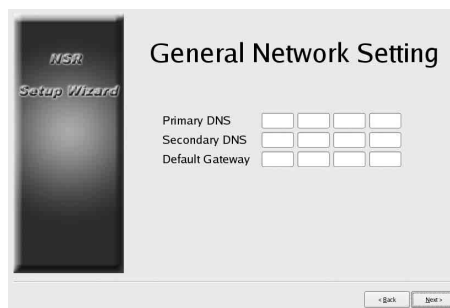 NSR
Setup Wizard
General Network Setting
Primary DNS
Secondary DNS
Default Gateway
< Back
Next >